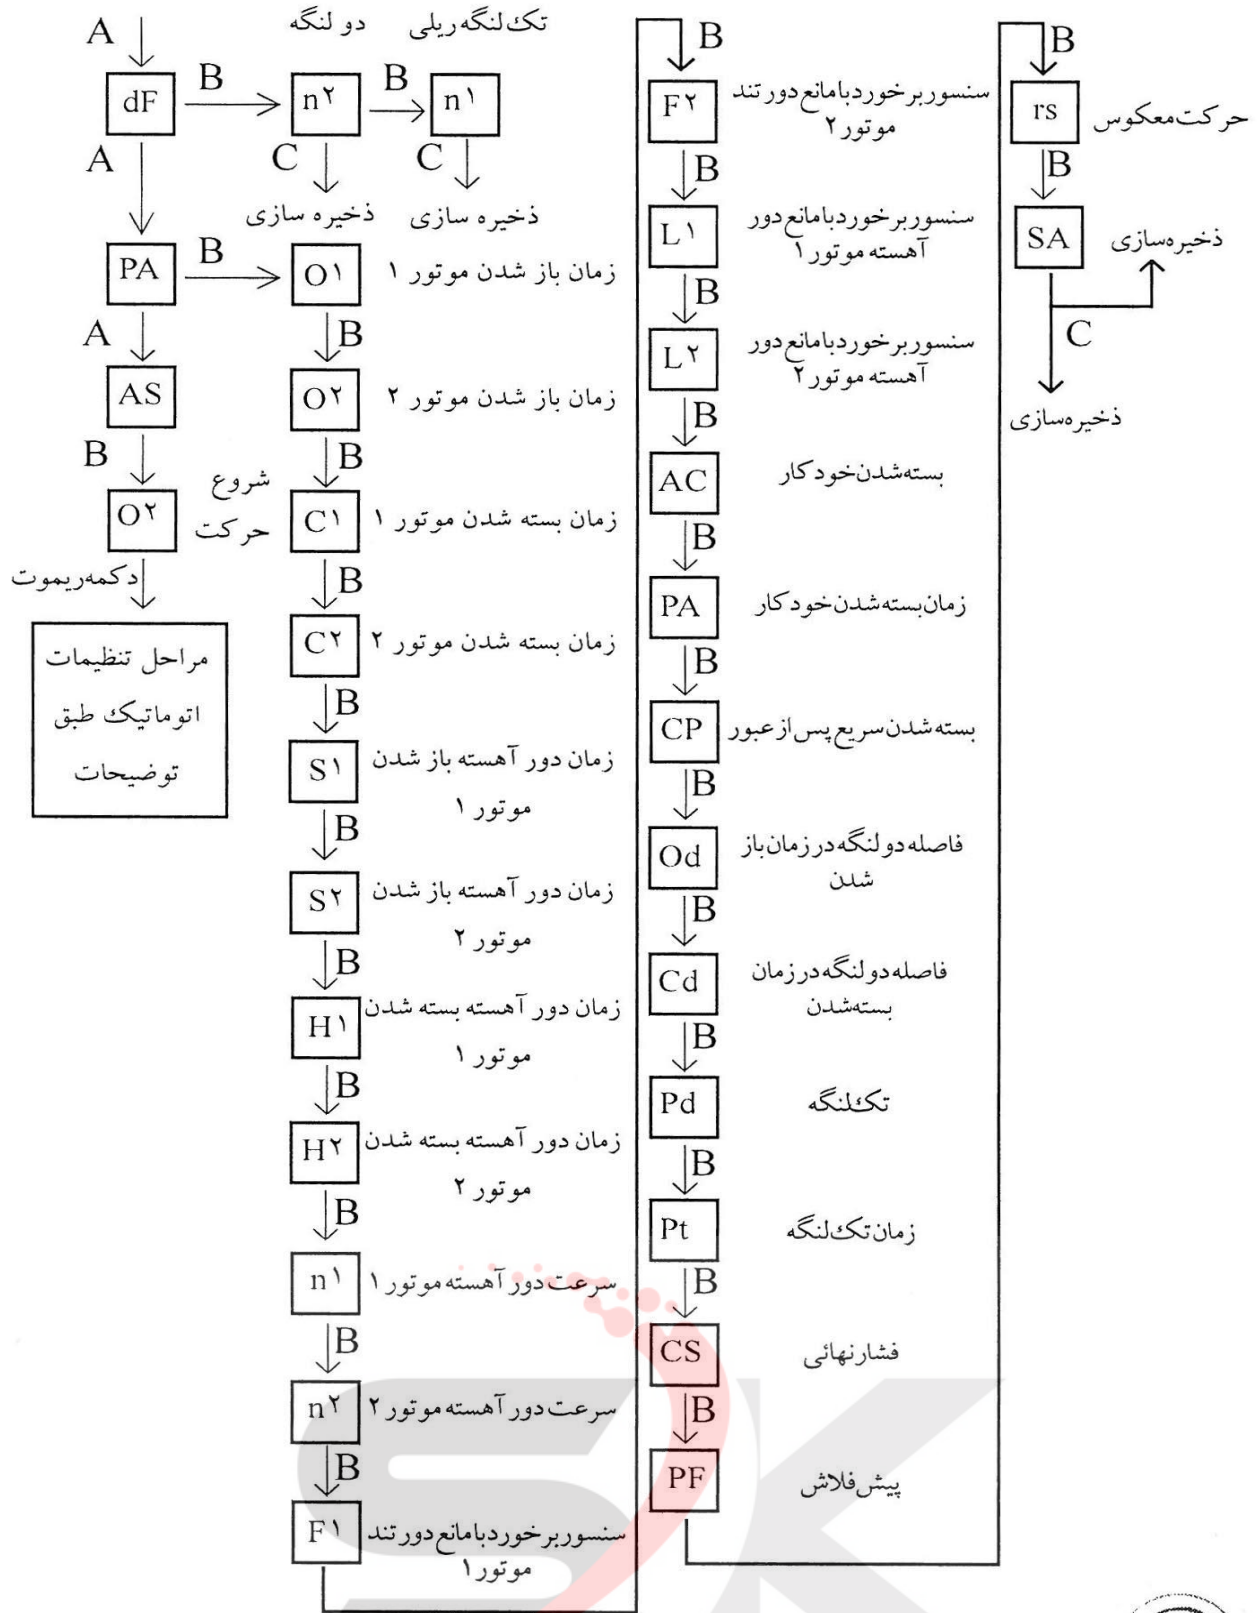 A
دو لنگه
تک لنگه ریلی
dF
B
n۲
B
n۱
A
C
C
ذخیره سازی
ذخیره سازی
PA
B
O۱
زمان باز شدن موتور ۱
A
B
AS
O۲
زمان باز شدن موتور ۲
B
B
O۲
شروع
حرکت
C۱
زمان بسته شدن موتور ۱
دکمه ریموت
B
مراحل تنظیمات
اتوماتیک طبق
توضیحات
C۲
زمان بسته شدن موتور ۲
B
S۱
زمان دور آهسته باز شدن
موتور ۱
B
S۲
زمان دور آهسته باز شدن
موتور ۲
B
H۱
زمان دور آهسته بسته شدن
موتور ۱
B
H۲
زمان دور آهسته بسته شدن
موتور ۲
B
n۱
سرعت دور آهسته موتور ۱
B
n۲
سرعت دور آهسته موتور ۲
B
F۱
سنسور برخورد با مانع دور تند
موتور ۱
B
F۲
سنسور برخورد با مانع دور تند
موتور ۲
B
L۱
سنسور برخورد با مانع دور
آهسته موتور ۱
B
L۲
سنسور برخورد با مانع دور
آهسته موتور ۲
B
AC
بسته شدن خودکار
B
PA
زمان بسته شدن خودکار
B
CP
بسته شدن سریع پس از عبور
B
Od
فاصله دو لنگه در زمان باز
شدن
B
Cd
فاصله دو لنگه در زمان
بسته شدن
B
Pd
تک لنگه
B
Pt
زمان تک لنگه
B
CS
فشار نهائی
B
PF
پیش فلاش
B
rs
حرکت معکوس
B
SA
ذخیره سازی
C
ذخیره سازی
SK